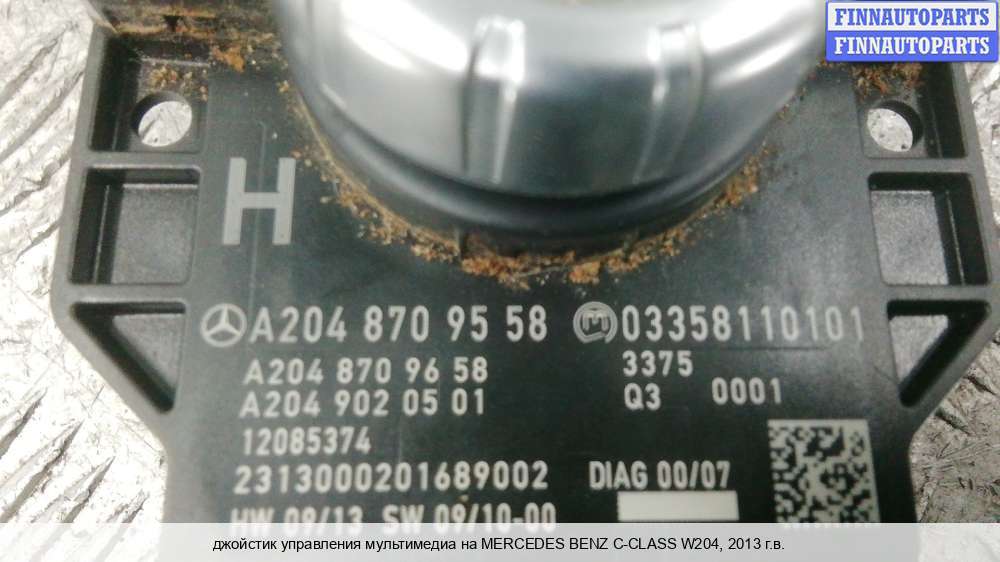 FINNAUTOPARTS
FINNAUTOPARTS
H
A204 870 95 58 M 03358110101
A204 870 96 58 3375
A204 902 05 01 Q3 0001
12085374
2313000201689002 DIAG 00/07
HW 09/13 SW 09/10-00
джойстик управления мультимедиа на MERCEDES BENZ C-CLASS W204, 2013 г.в.